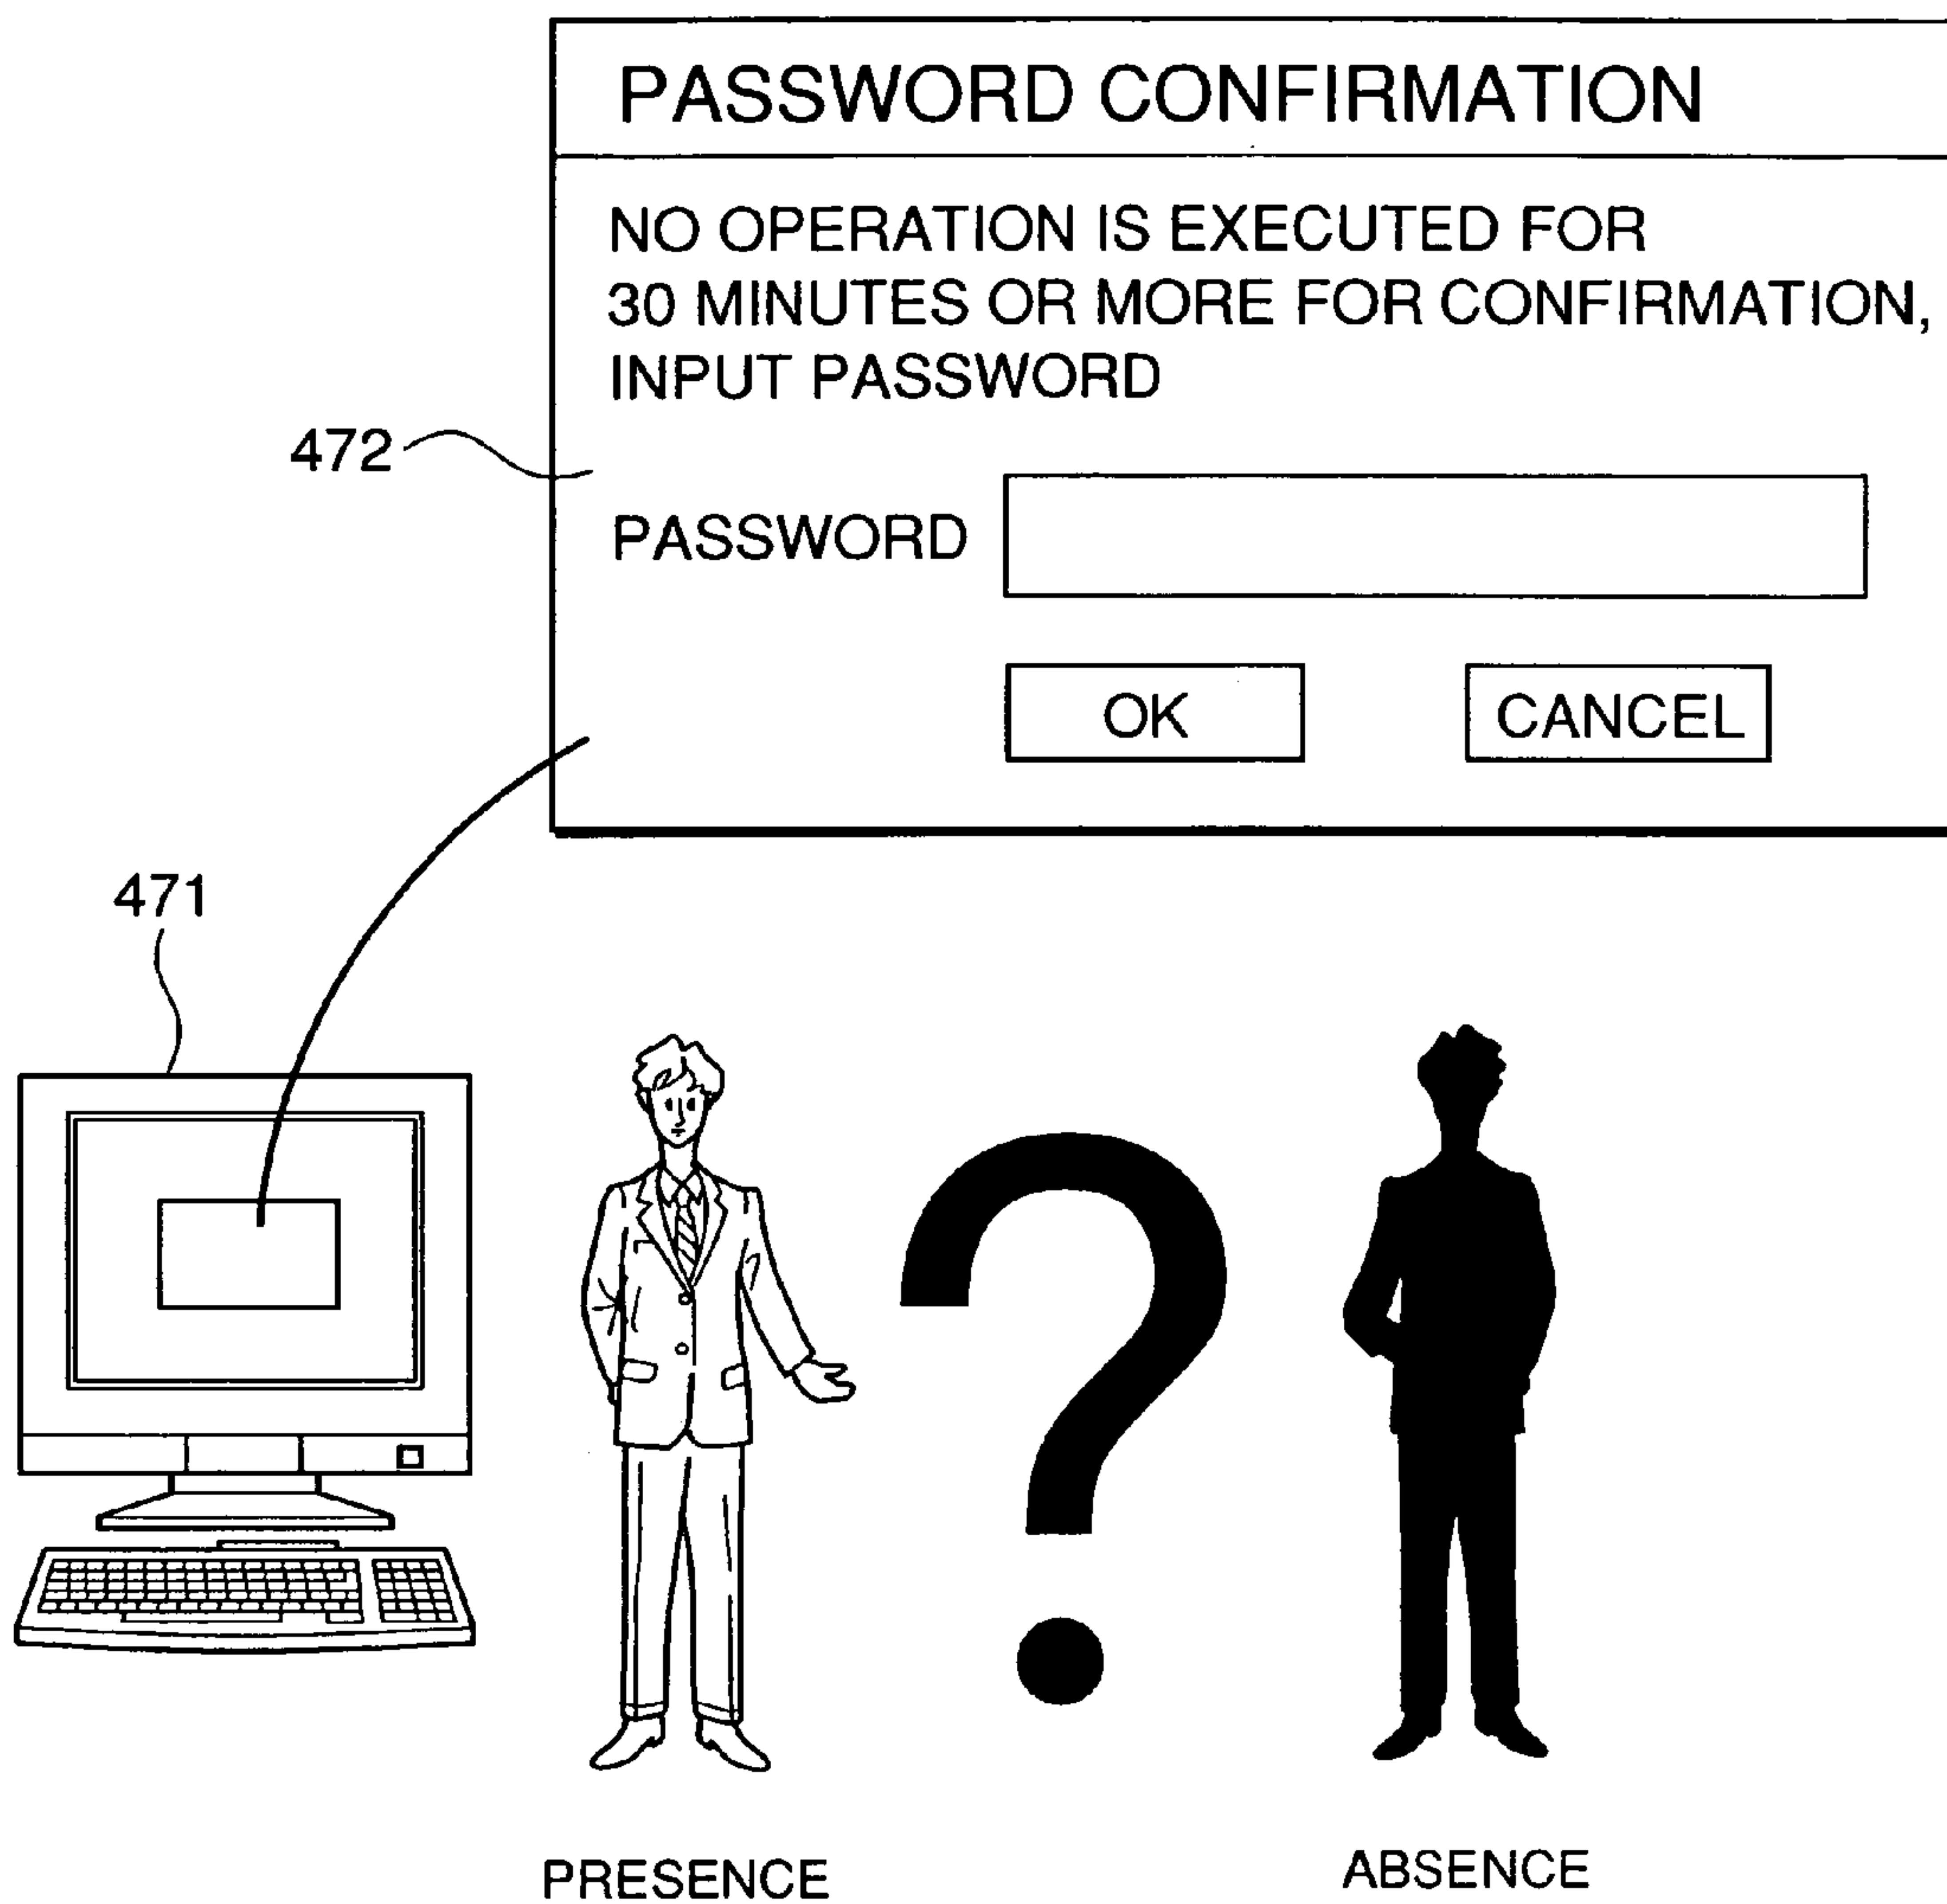 PASSWORD CONFIRMATION
NO OPERATION IS EXECUTED FOR
30 MINUTES OR MORE FOR CONFIRMATION,
INPUT PASSWORD
472
PASSWORD
OK CANCEL
471
?
PRESENCE ABSENCE